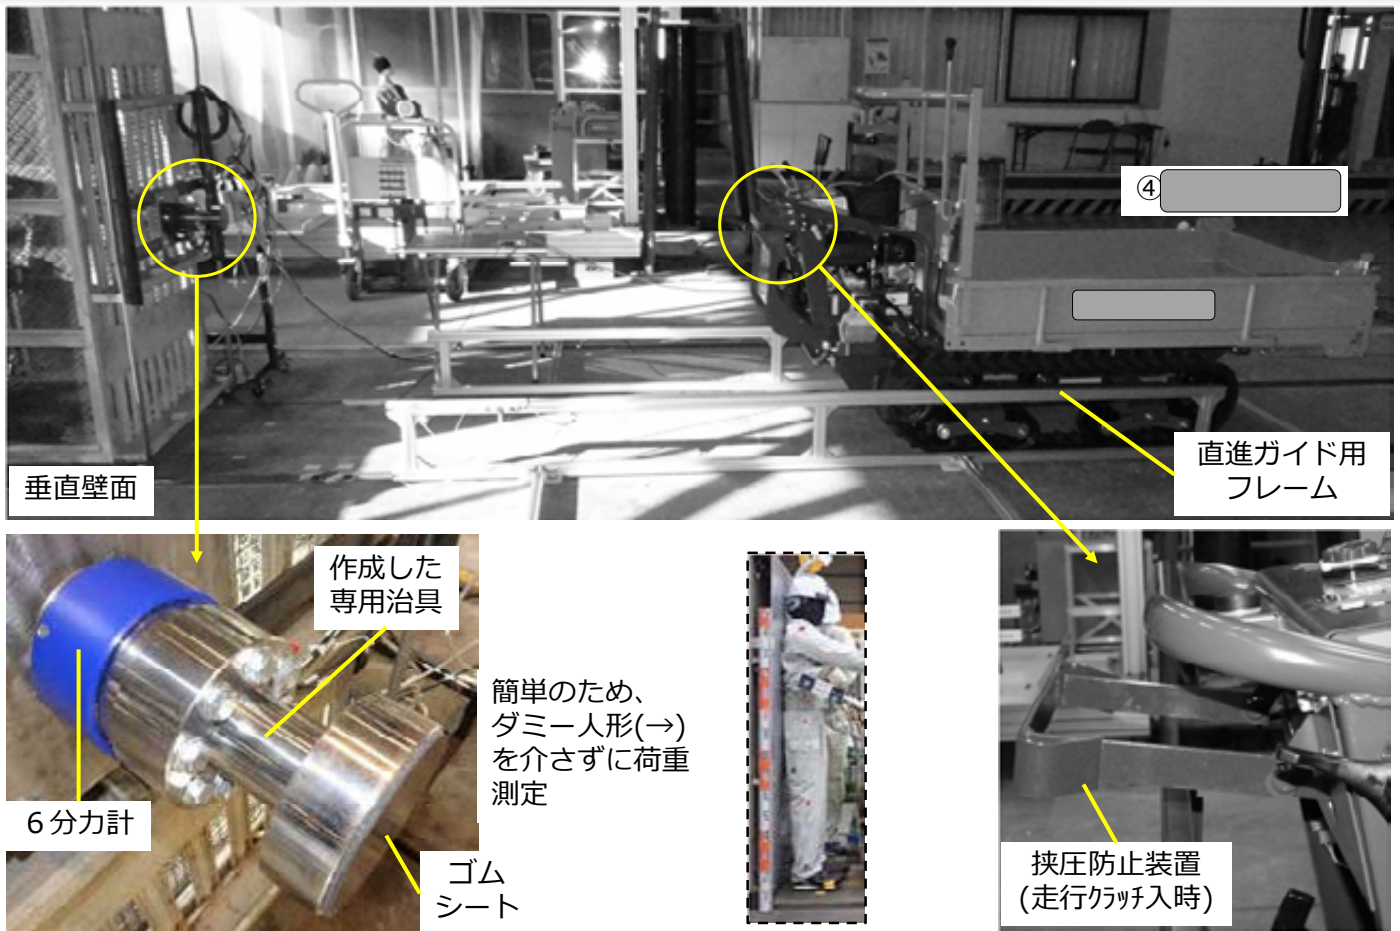 ④
直進ガイド用
フレーム
垂直壁面
作成した
専用治具
簡単のため、
ダミー人形(→)
を介さずに荷重
測定
６分力計
ゴム
シート
挟圧防止装置
(走行ｸﾗｯﾁ入時)